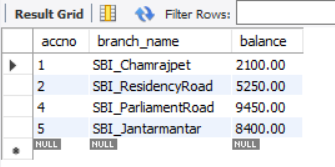 Result Grid Filter Rows:
accno branch_name balance
1 SBI_Chamrajpet 2100.00
2 SBI_ResidencyRoad 5250.00
4 SBI_ParliamentRoad 9450.00
5 SBI_Jantarmantar 8400.00
NULL NULL NULL